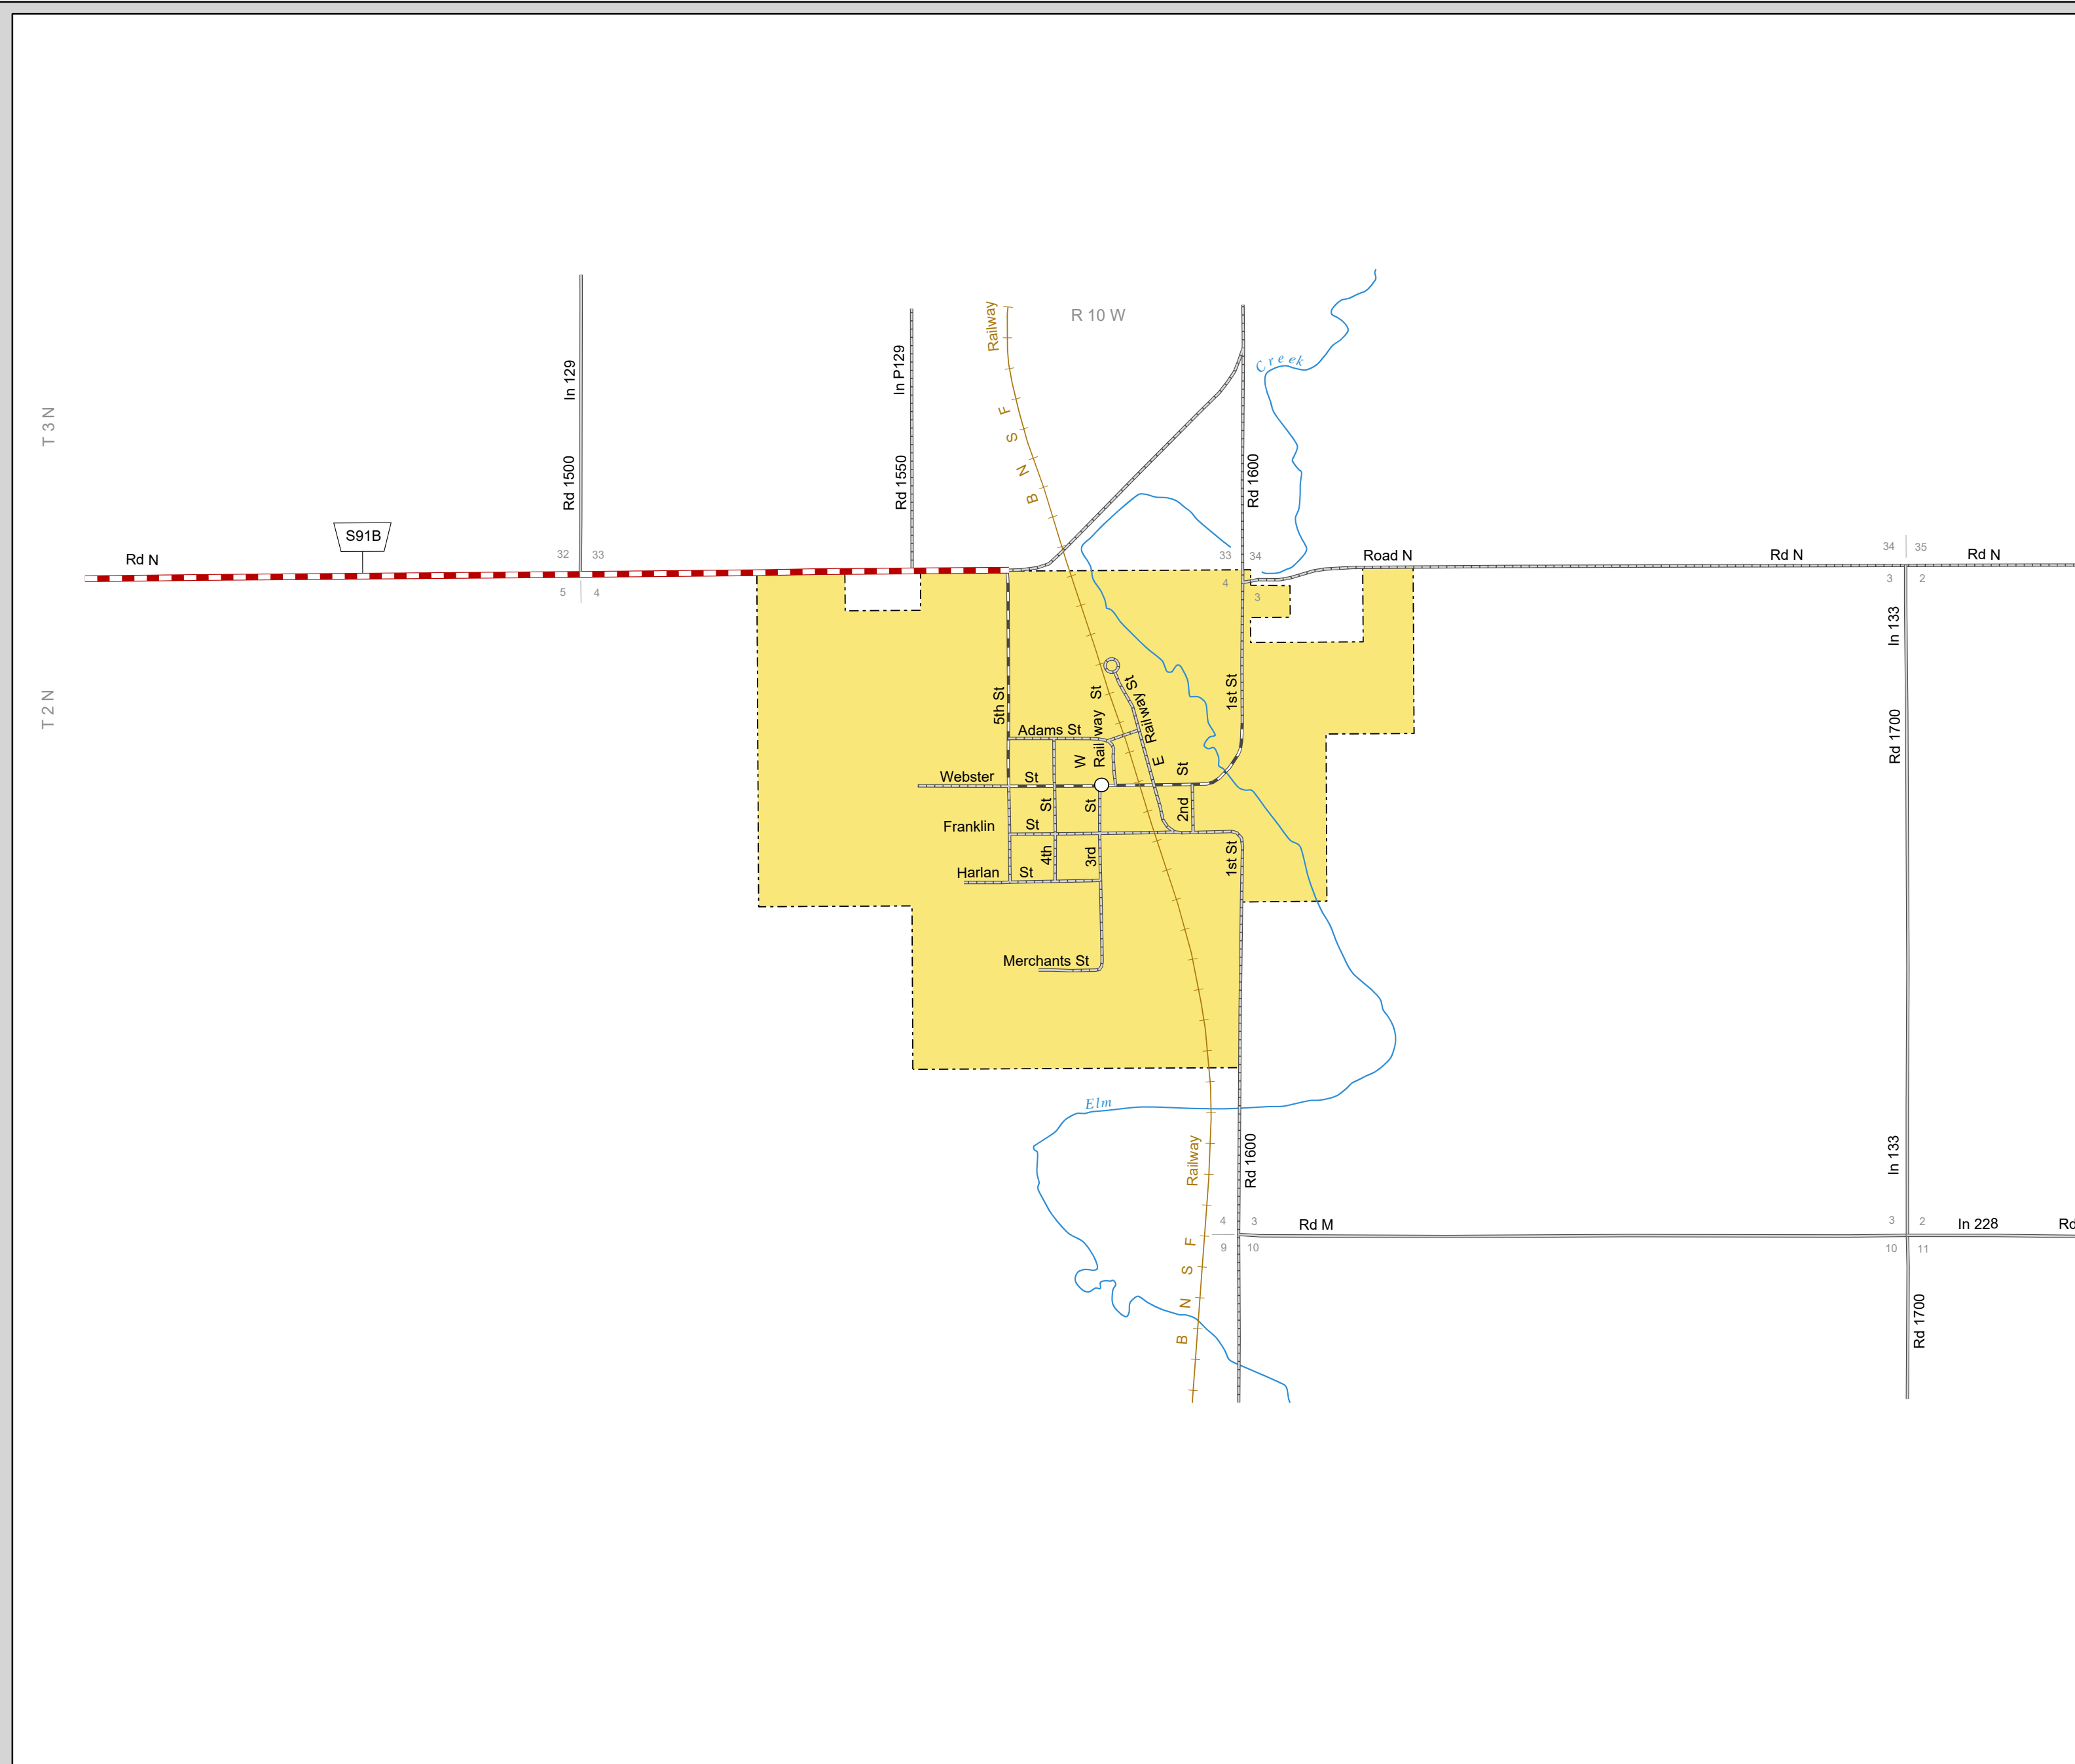 R 10 W
Railway
B N S F
Creek
T 3 N
In 129
In P129
Rd 1500
Rd 1550
Rd 1600
S91B
Rd N
32 33
5 4
33 34
4
3
Road N
Rd N
34 35
3 2
Rd N
In 133
T 2 N
5th St
1st St
Rd 1700
Adams St
W Railway St
E Railway St
Webster St
4th St
3rd St
2nd St
Franklin St
1st St
Harlan St
Merchants St
Elm
Railway
B N S F
Rd 1600
In 133
4 3
9 10
Rd M
3 2
10 11
In 228
Rd
Rd 1700